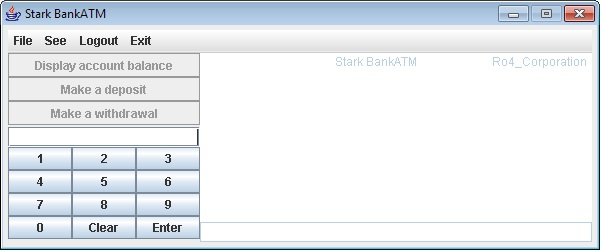 Stark BankATM
File See Logout Exit
Display account balance
Stark BankATM Ro4_Corporation
Make a deposit
Make a withdrawal
1 2 3
4 5 6
7 8 9
0 Clear Enter